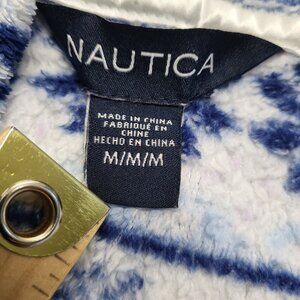 NAUTICA
MADE IN CHINA
FABRIQUÉ EN
CHINE
HECHO EN CHINA
M/M/M